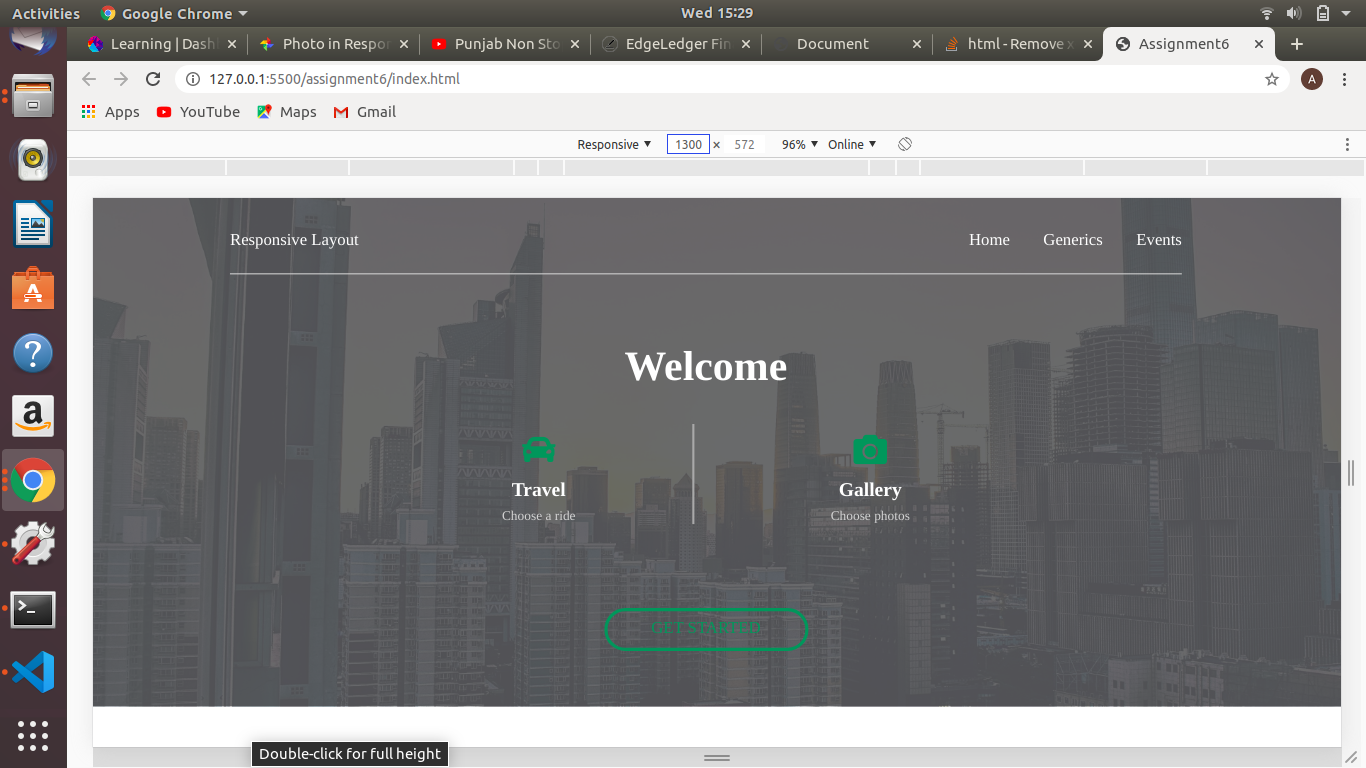 Activities Google Chrome Wed 15:29
Learning | Dash Photo in Respo Punjab Non Sto EdgeLedger Fin Document html - Remove x Assignment6
127.0.0.1:5500/assignment6/index.html A
Apps YouTube Maps Gmail
Responsive 1300 × 572 96% Online
Responsive Layout Home Generics Events
Welcome
Travel Gallery
Choose a ride Choose photos
GET STARTED
Double-click for full height